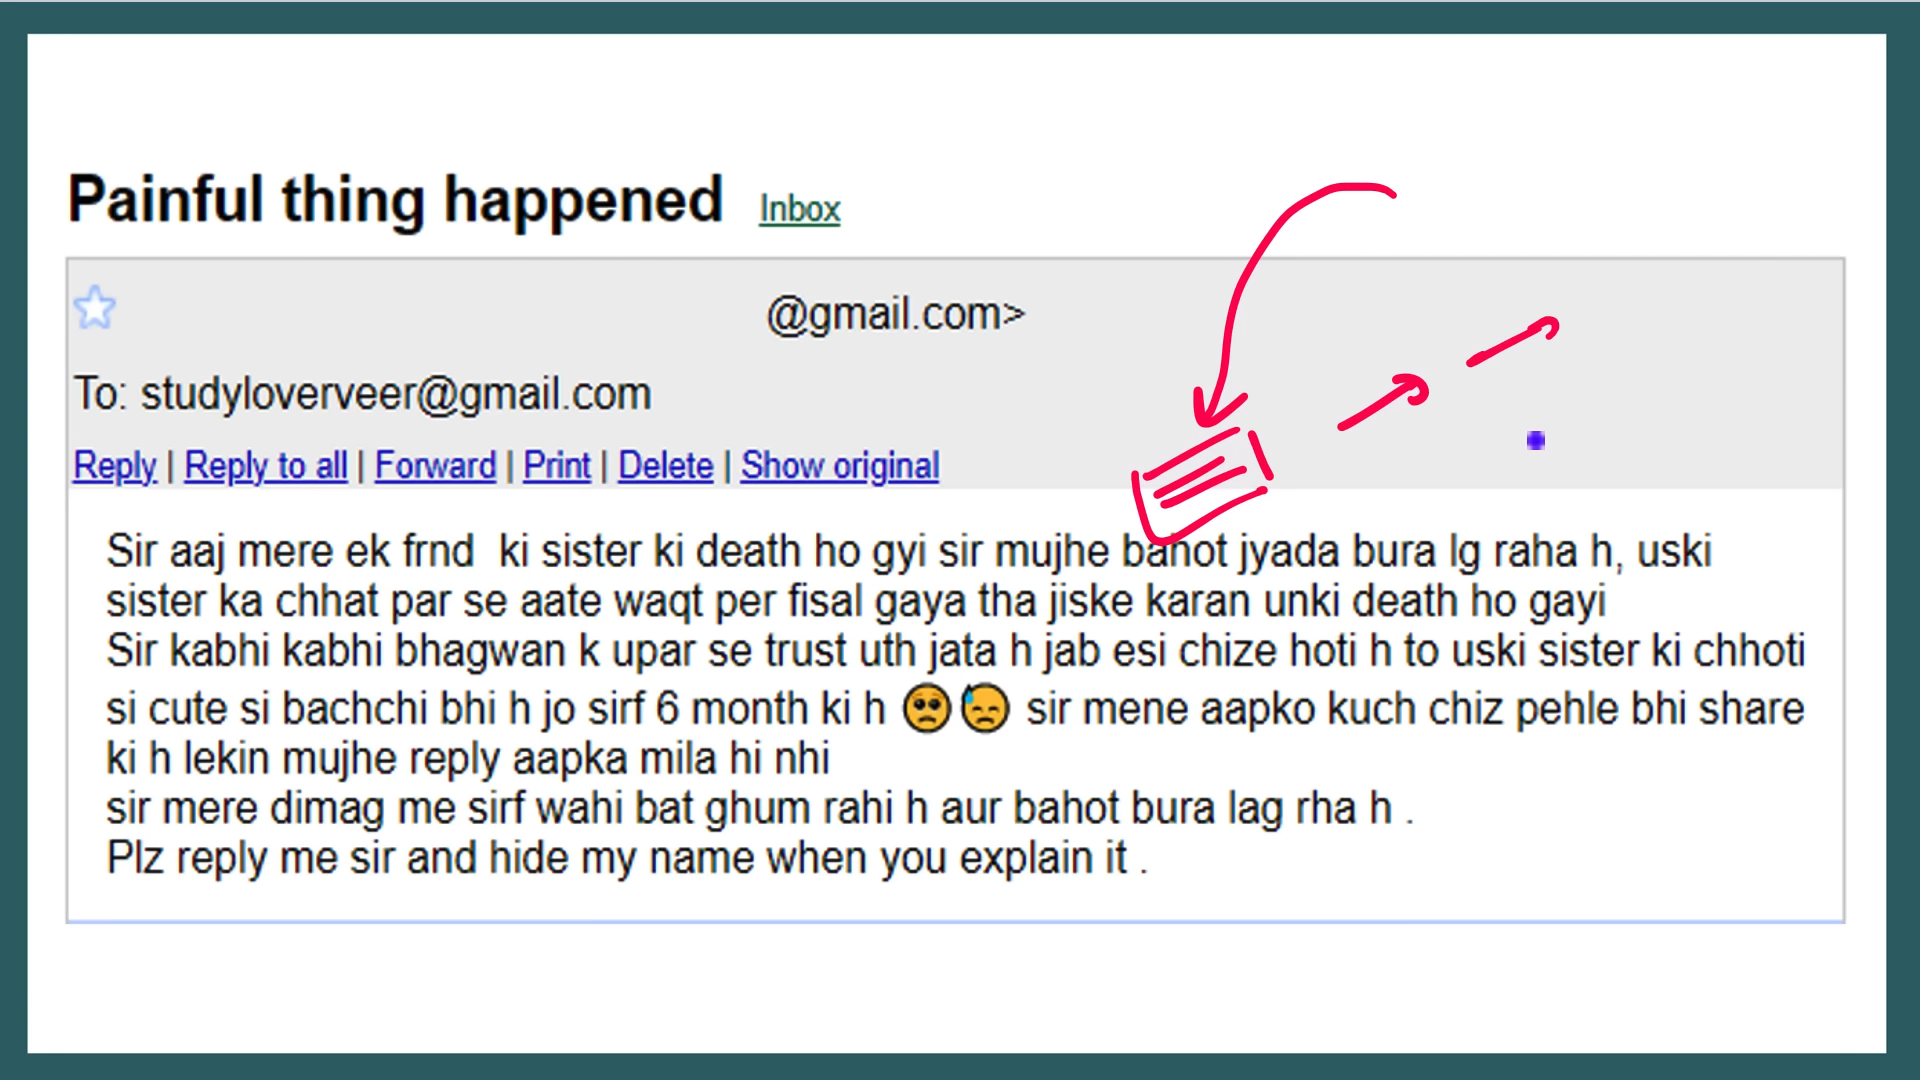 Painful thing happened Inbox
@gmail.com>
To: studyloverveer@gmail.com
Reply | Reply to all | Forward | Print | Delete | Show original
Sir aaj mere ek frnd  ki sister ki death ho gyi sir mujhe bahot jyada bura lg raha h, uski
sister ka chhat par se aate waqt per fisal gaya tha jiske karan unki death ho gayi
Sir kabhi kabhi bhagwan k upar se trust uth jata h jab esi chize hoti h to uski sister ki chhoti
si cute si bachchi bhi h jo sirf 6 month ki h 🥺😓 sir mene aapko kuch chiz pehle bhi share
ki h lekin mujhe reply aapka mila hi nhi
sir mere dimag me sirf wahi bat ghum rahi h aur bahot bura lag rha h .
Plz reply me sir and hide my name when you explain it .